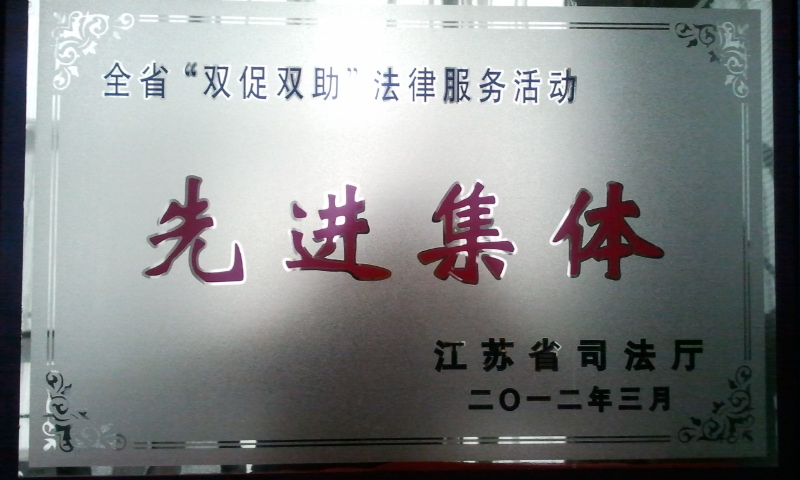 全省“双促双助”法律服务活动
先进集体
江苏省司法厅
二〇一二年三月